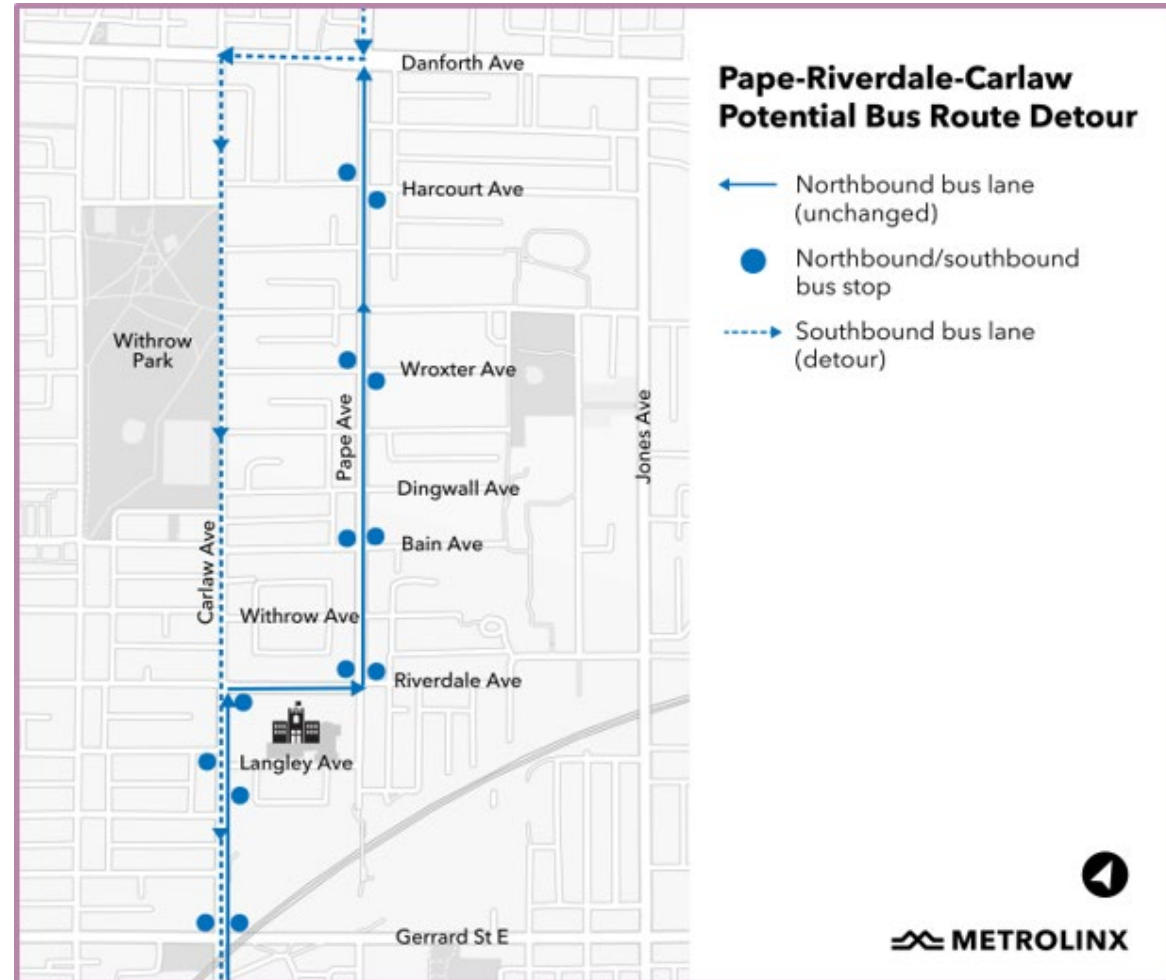 Danforth Ave
Harcourt Ave
Withrow
Park
Wroxter Ave
Pape Ave
Jones Ave
Dingwall Ave
Bain Ave
Carlaw Ave
Withrow Ave
Riverdale Ave
Langley Ave
Gerrard St E
Pape-Riverdale-Carlaw
Potential Bus Route Detour
Northbound bus lane
(unchanged)
Northbound/southbound
bus stop
Southbound bus lane
(detour)
METROLINX